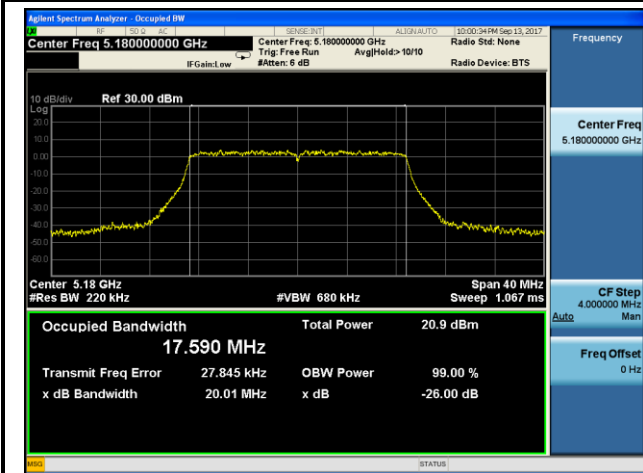 Agilent Spectrum Analyzer - Occupied BW
RF 50 Ω AC SENSE:INT ALIGN AUTO 10:00:34 PM Sep 13, 2017
Center Freq 5.180000000 GHz
Center Freq: 5.180000000 GHz
Radio Std: None
Trig: Free Run Avg|Hold:> 10/10
IFGain:Low #Atten: 6 dB
Radio Device: BTS
10 dB/div Ref 30.00 dBm
Log
20.0
10.0
0.00
-10.0
-20.0
-30.0
-40.0
-50.0
-60.0
Center 5.18 GHz Span 40 MHz
#Res BW 220 kHz #VBW 680 kHz Sweep 1.067 ms
Occupied Bandwidth Total Power 20.9 dBm
17.590 MHz
Transmit Freq Error 27.845 kHz OBW Power 99.00 %
x dB Bandwidth 20.01 MHz x dB -26.00 dB
Frequency
Center Freq
5.180000000 GHz
CF Step
4.000000 MHz
Auto Man
Freq Offset
0 Hz
MSG STATUS